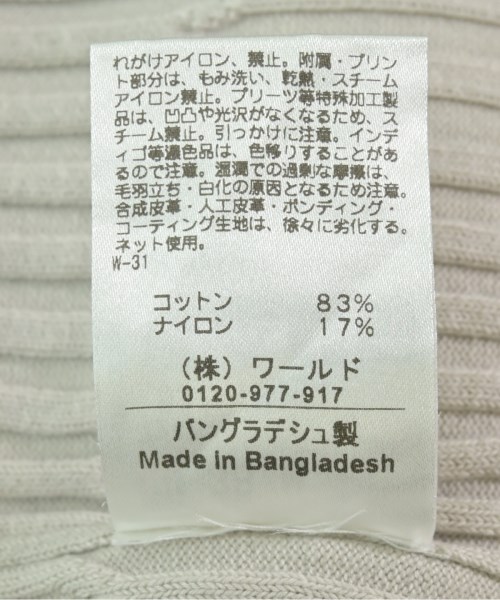 れがけアイロン、禁止。附属・プリン
ト部分は、もみ洗い、乾熱・スチーム
アイロン禁止。プリーツ等特殊加工製
品は、凹凸や光沢がなくなるため、ス
チーム禁止。引っかけに注意。インデ
ィゴ等濃色品は、色移りすることがあ
るので注意。湿潤での過剰な摩擦は、
毛羽立ち・白化の原因となるため注意。
合成皮革・人工皮革・ボンディング・
コーティング生地は、徐々に劣化する。
ネット使用。
W-31
コットン 83%
ナイロン 17%
(株) ワールド
0120-977-917
バングラデシュ製
Made in Bangladesh